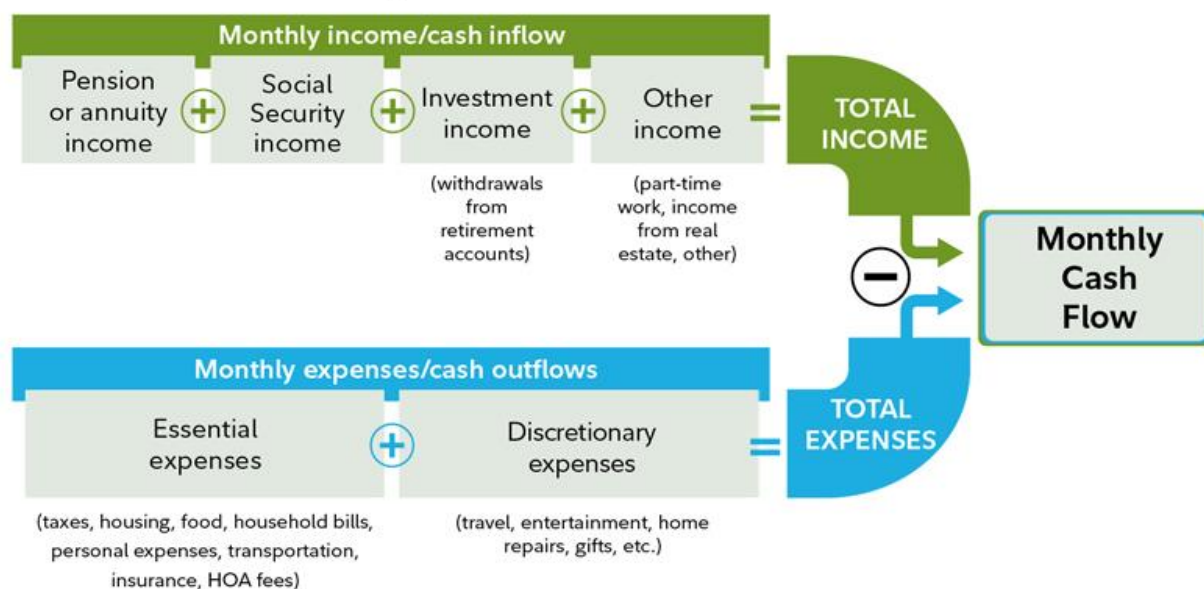 Monthly income/cash inflow
Pension
or annuity
income
+
Social
Security
income
+
Investment
income
+
Other
income
=
TOTAL
INCOME
(withdrawals
from
retirement
accounts)
(part-time
work, income
from real
estate, other)
−
Monthly
Cash
Flow
Monthly expenses/cash outflows
Essential
expenses
+
Discretionary
expenses
=
TOTAL
EXPENSES
(taxes, housing, food, household bills,
personal expenses, transportation,
insurance, HOA fees)
(travel, entertainment, home
repairs, gifts, etc.)